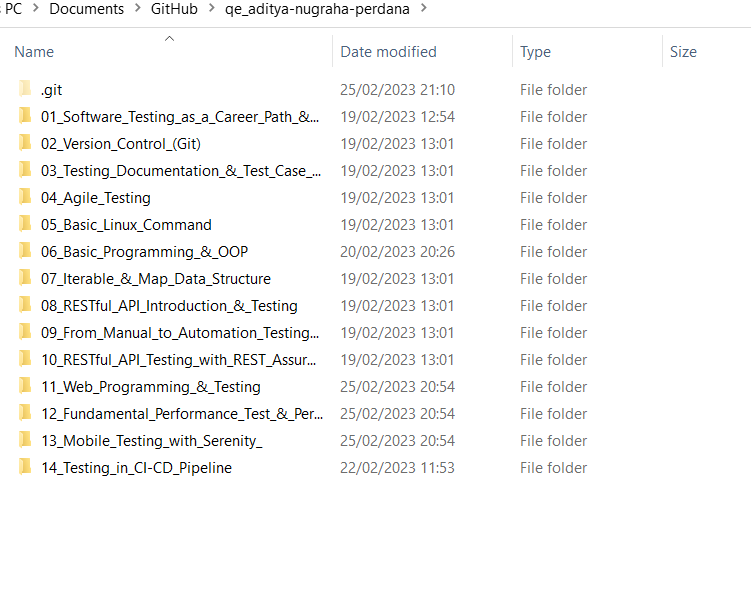 PC > Documents > GitHub > qe_aditya-nugraha-perdana >
Name Date modified Type Size
.git 25/02/2023 21:10 File folder
01_Software_Testing_as_a_Career_Path_&... 19/02/2023 12:54 File folder
02_Version_Control_(Git) 19/02/2023 13:01 File folder
03_Testing_Documentation_&_Test_Case_... 19/02/2023 13:01 File folder
04_Agile_Testing 19/02/2023 13:01 File folder
05_Basic_Linux_Command 19/02/2023 13:01 File folder
06_Basic_Programming_&_OOP 20/02/2023 20:26 File folder
07_Iterable_&_Map_Data_Structure 19/02/2023 13:01 File folder
08_RESTful_API_Introduction_&_Testing 19/02/2023 13:01 File folder
09_From_Manual_to_Automation_Testing... 19/02/2023 13:01 File folder
10_RESTful_API_Testing_with_REST_Assur... 19/02/2023 13:01 File folder
11_Web_Programming_&_Testing 25/02/2023 20:54 File folder
12_Fundamental_Performance_Test_&_Per... 25/02/2023 20:54 File folder
13_Mobile_Testing_with_Serenity_ 25/02/2023 20:54 File folder
14_Testing_in_CI-CD_Pipeline 22/02/2023 11:53 File folder